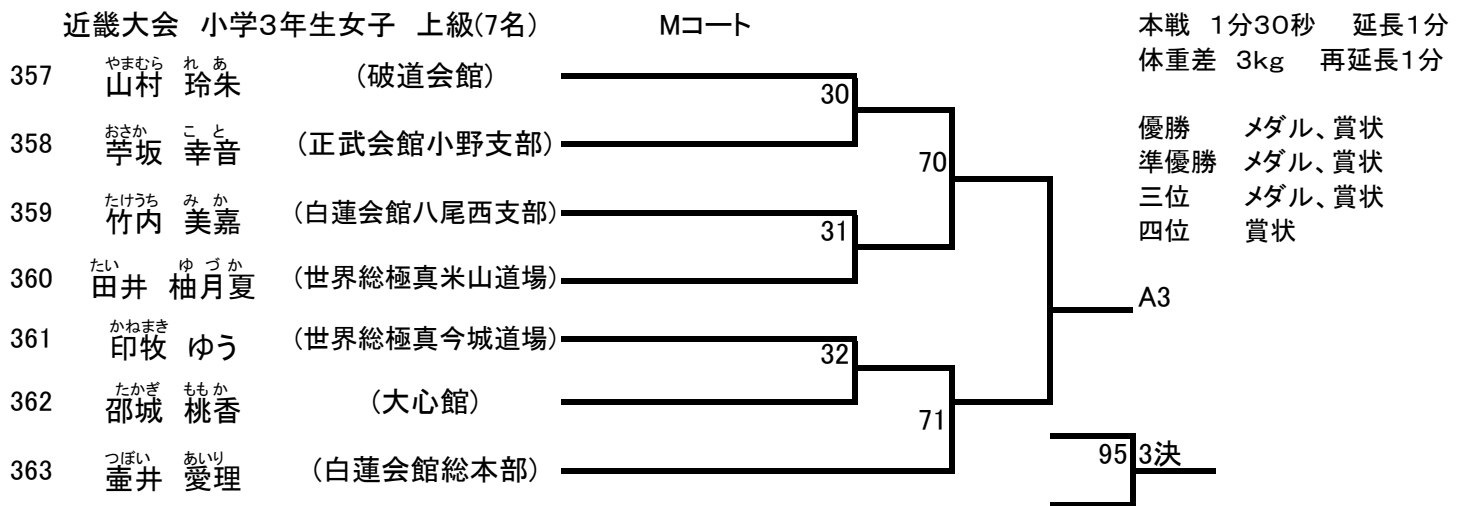 近畿大会 小学3年生女子 上級(7名) Mコート 本戦 1分30秒 延長1分
体重差 3kg 再延長1分
やまむら れ あ
357 山村 玲朱 (破道会館)
30
優勝 メダル、賞状
おさか こ と
358 苧坂 幸音 (正武会館小野支部)
準優勝 メダル、賞状
70
三位 メダル、賞状
たけうち み か
359 竹内 美嘉 (白蓮会館八尾西支部)
31
四位 賞状
たい ゆ づ か
360 田井 柚月夏 (世界総極真米山道場)
A3
かねまき
361 印牧 ゆう (世界総極真今城道場)
32
たかぎ ももか
362 邵城 桃香 (大心館)
71
95 3決
つぼい あいり
363 壷井 愛理 (白蓮会館総本部)